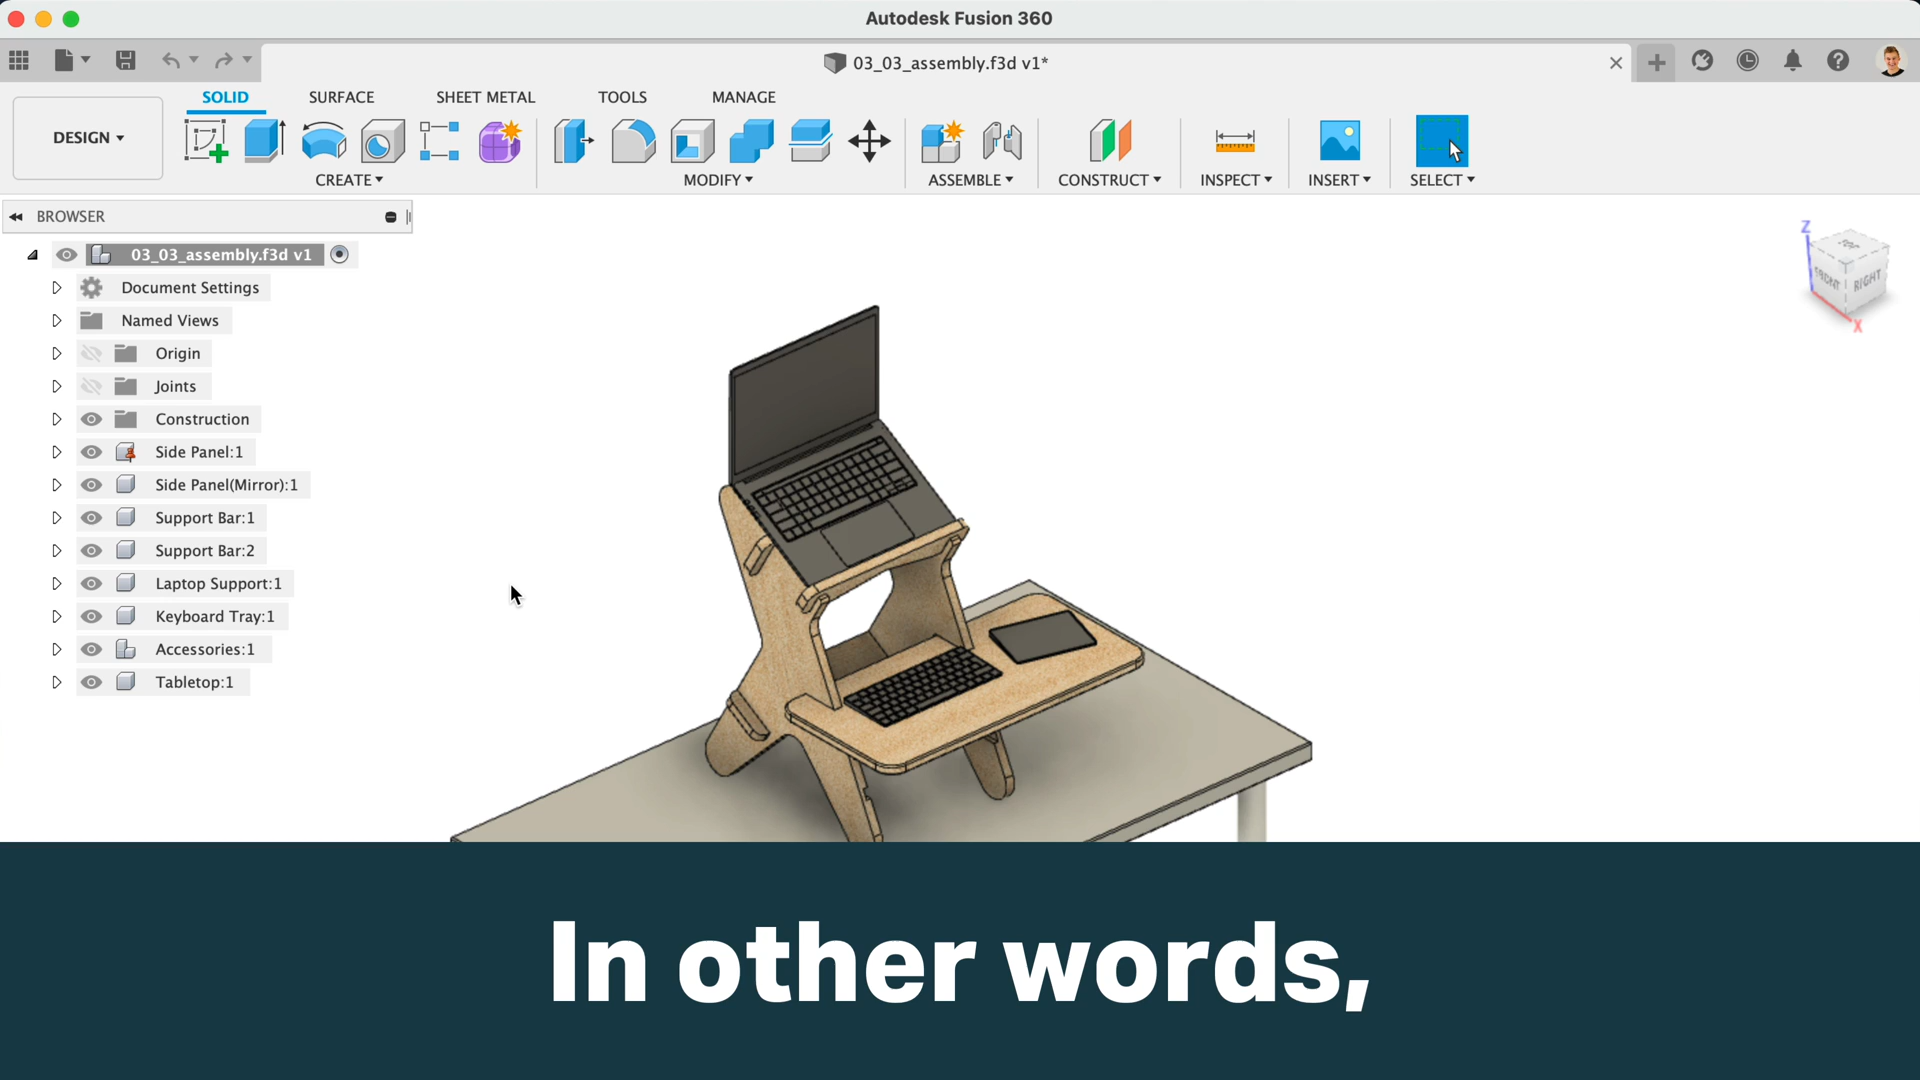 Autodesk Fusion 360
03_03_assembly.f3d v1*
SOLID SURFACE SHEET METAL TOOLS MANAGE
DESIGN
CREATE MODIFY ASSEMBLE CONSTRUCT INSPECT INSERT SELECT
BROWSER
03_03_assembly.f3d v1
Document Settings
Named Views
Origin
Joints
Construction
Side Panel:1
Side Panel(Mirror):1
Support Bar:1
Support Bar:2
Laptop Support:1
Keyboard Tray:1
Accessories:1
Tabletop:1
Z
TOP
FRONT RIGHT
X
In other words,